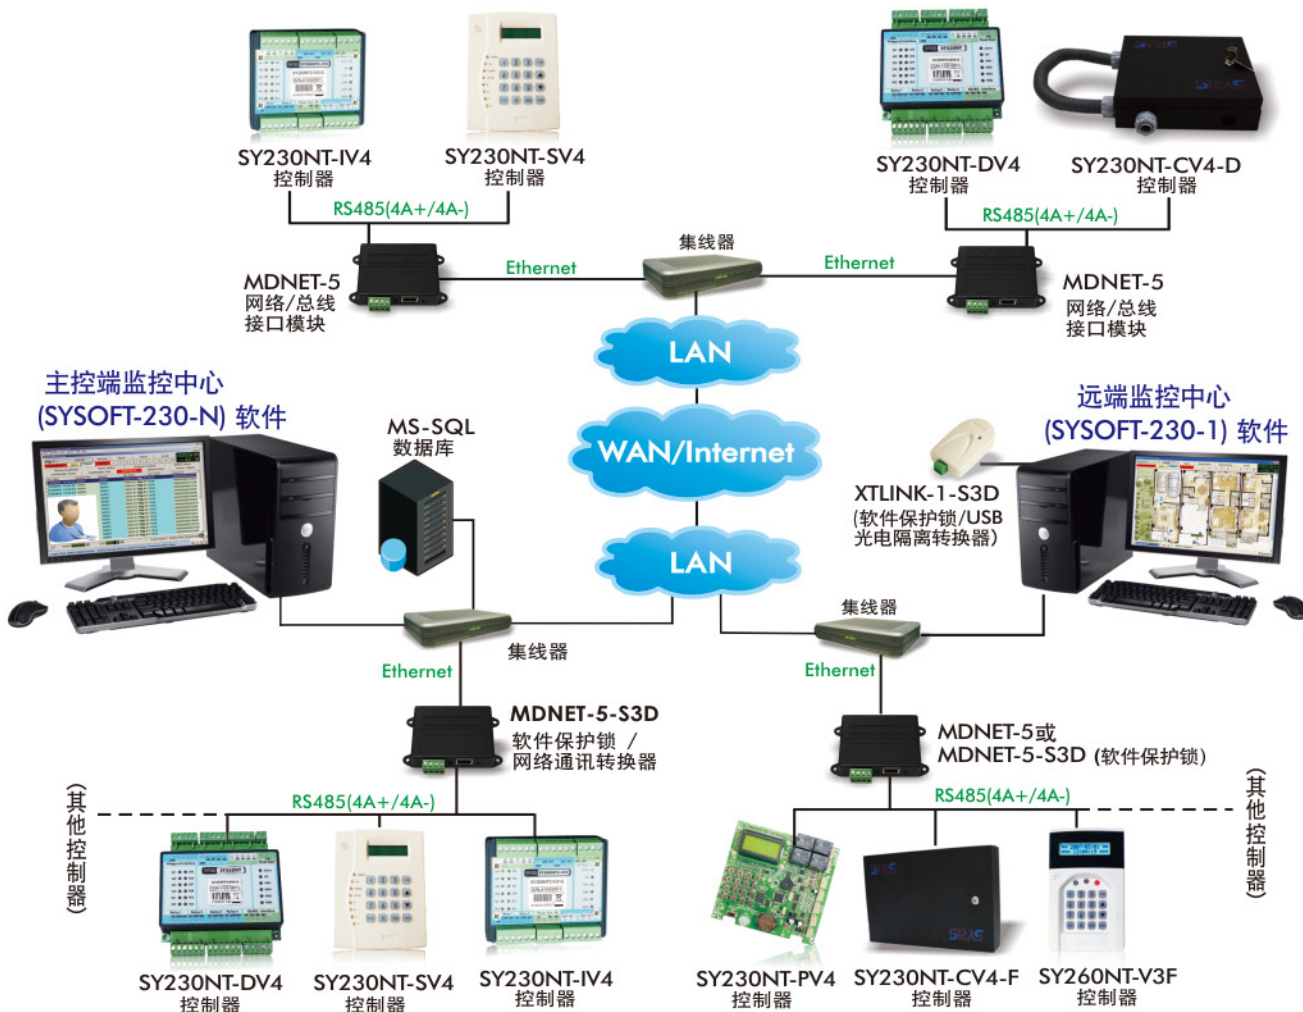 SY230NT-IV4
控制器
SY230NT-SV4
控制器
SY230NT-DV4
控制器
SY230NT-CV4-D
控制器
RS485(4A+/4A-)
RS485(4A+/4A-)
集线器
Ethernet
Ethernet
MDNET-5
网络/总线
接口模块
MDNET-5
网络/总线
接口模块
LAN
主控端监控中心
(SYSOFT-230-N) 软件
MS-SQL
数据库
WAN/Internet
远端监控中心
(SYSOFT-230-1) 软件
XTLINK-1-S3D
(软件保护锁/USB
光电隔离转换器)
LAN
集线器
集线器
Ethernet
Ethernet
MDNET-5-S3D
软件保护锁 /
网络通讯转换器
MDNET-5或
MDNET-5-S3D (软件保护锁)
(其他控制器)
RS485(4A+/4A-)
RS485(4A+/4A-)
(其他控制器)
SY230NT-DV4
控制器
SY230NT-SV4
控制器
SY230NT-IV4
控制器
SY230NT-PV4
控制器
SY230NT-CV4-F
控制器
SY260NT-V3F
控制器